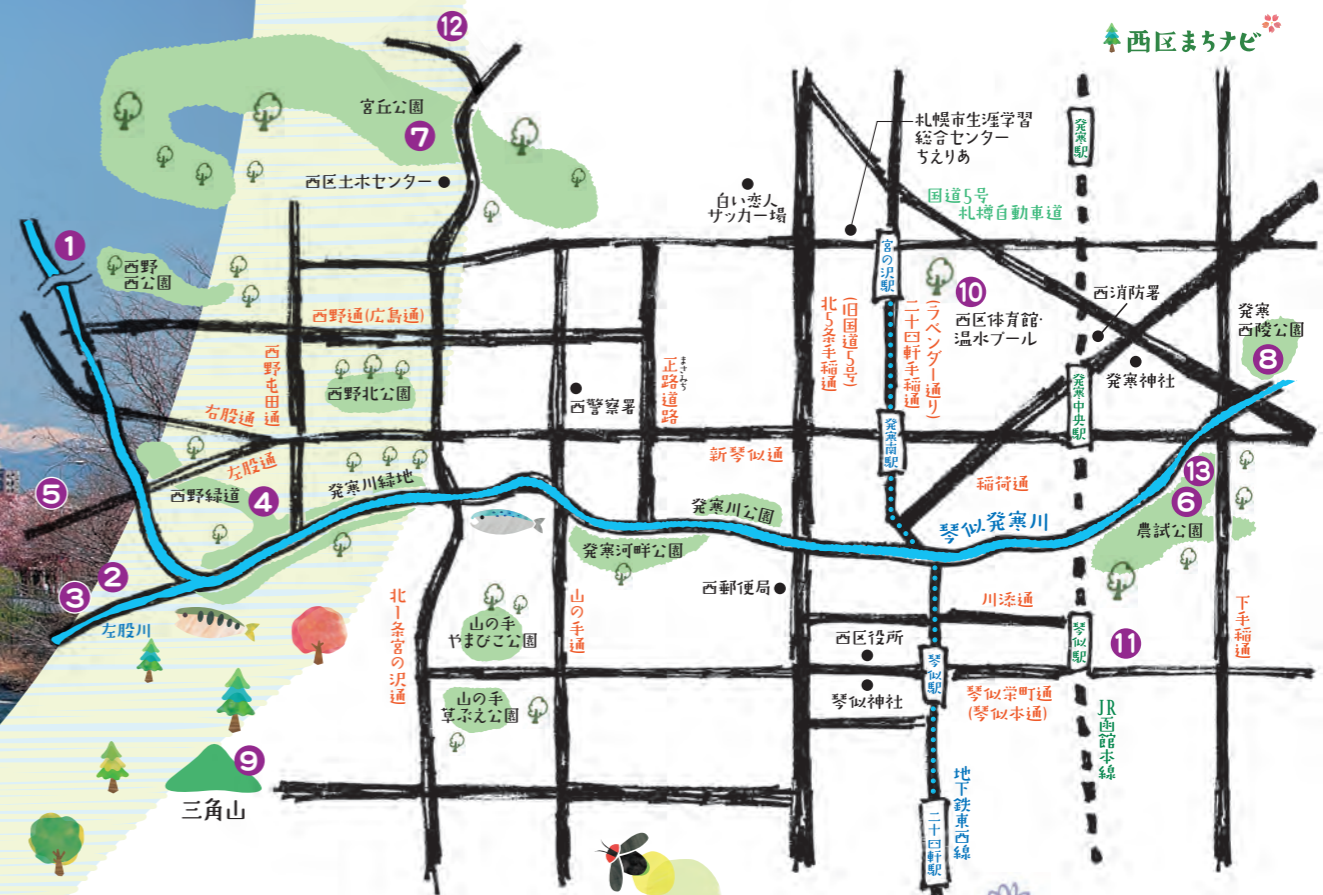 西区まちナビ
⑫
宮丘公園
⑦
西区土木センター
札幌市生涯学習
総合センター
ちえりあ
発寒駅
白い恋人
サッカー場
国道5号
札樽自動車道
①
西野
西公園
宮の沢駅
⑩
西区体育館・
温水プール
西消防署
発寒
西陵公園
⑧
西野通(広島通)
西野屯田通
西野北公園
西警察署
まさみち
正路道路
(旧国道5号)
北5条手稲通
(ラベンダー通り)
二十四軒手稲通
発寒神社
発寒中央駅
右股通
左股通
新琴似通
発寒南駅
⑤
西野緑道
④
発寒川緑地
発寒川公園
稲荷通
⑬
⑥
農試公園
琴似発寒川
発寒河畔公園
③
②
左股川
北1条宮の沢通
山の手
やまびこ公園
山の手通
西郵便局
川添通
下手稲通
西区役所
琴似駅
琴似駅
⑪
琴似神社
琴似栄町通
(琴似本通)
山の手
草ぶえ公園
JR函館本線
⑨
三角山
地下鉄東西線
二十四軒駅